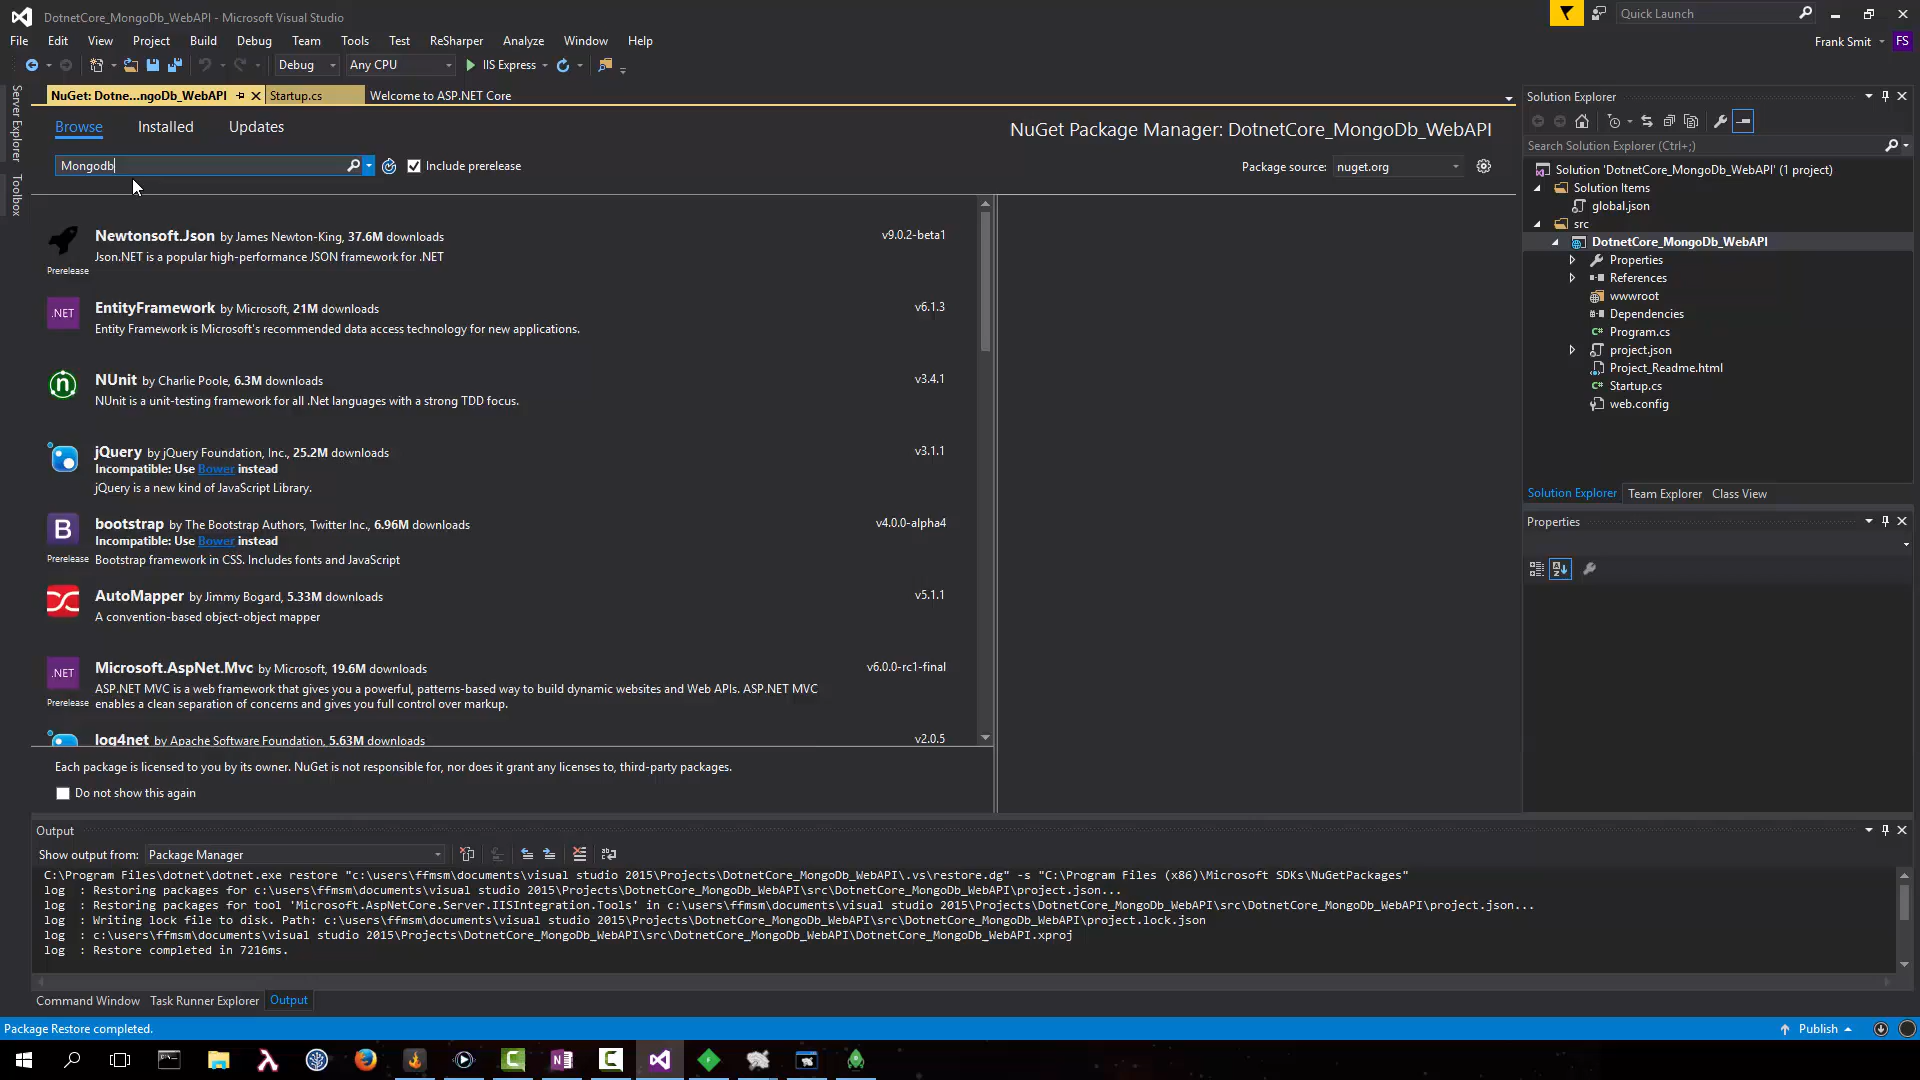 DotnetCore_MongoDb_WebAPI - Microsoft Visual Studio
Quick Launch
File Edit View Project Build Debug Team Tools Test ReSharper Analyze Window Help
Frank Smit FS
Debug Any CPU IIS Express
Server Explorer
Toolbox
NuGet: Dotne...ngoDb_WebAPI Startup.cs Welcome to ASP.NET Core
Browse Installed Updates
NuGet Package Manager: DotnetCore_MongoDb_WebAPI
Mongodb
Include prerelease
Package source: nuget.org
Newtonsoft.Json by James Newton-King, 37.6M downloads v9.0.2-beta1
Json.NET is a popular high-performance JSON framework for .NET
Prerelease
.NET
EntityFramework by Microsoft, 21M downloads v6.1.3
Entity Framework is Microsoft's recommended data access technology for new applications.
n
NUnit by Charlie Poole, 6.3M downloads v3.4.1
NUnit is a unit-testing framework for all .Net languages with a strong TDD focus.
jQuery by jQuery Foundation, Inc., 25.2M downloads v3.1.1
Incompatible: Use Bower instead
jQuery is a new kind of JavaScript Library.
B
bootstrap by The Bootstrap Authors, Twitter Inc., 6.96M downloads v4.0.0-alpha4
Incompatible: Use Bower instead
Prerelease
Bootstrap framework in CSS. Includes fonts and JavaScript
AutoMapper by Jimmy Bogard, 5.33M downloads v5.1.1
A convention-based object-object mapper
.NET
Microsoft.AspNet.Mvc by Microsoft, 19.6M downloads v6.0.0-rc1-final
ASP.NET MVC is a web framework that gives you a powerful, patterns-based way to build dynamic websites and Web APIs. ASP.NET MVC
Prerelease
enables a clean separation of concerns and gives you full control over markup.
log4net by Apache Software Foundation, 5.63M downloads v2.0.5
Each package is licensed to you by its owner. NuGet is not responsible for, nor does it grant any licenses to, third-party packages.
Do not show this again
Solution Explorer
Search Solution Explorer (Ctrl+;)
Solution 'DotnetCore_MongoDb_WebAPI' (1 project)
Solution Items
global.json
src
DotnetCore_MongoDb_WebAPI
Properties
References
wwwroot
Dependencies
Program.cs
project.json
Project_Readme.html
Startup.cs
web.config
Solution Explorer Team Explorer Class View
Properties
Output
Show output from: Package Manager
C:\Program Files\dotnet\dotnet.exe restore "c:\users\ffmsm\documents\visual studio 2015\Projects\DotnetCore_MongoDb_WebAPI\.vs\restore.dg" -s "C:\Program Files (x86)\Microsoft SDKs\NuGetPackages"
log : Restoring packages for c:\users\ffmsm\documents\visual studio 2015\Projects\DotnetCore_MongoDb_WebAPI\src\DotnetCore_MongoDb_WebAPI\project.json...
log : Restoring packages for tool 'Microsoft.AspNetCore.Server.IISIntegration.Tools' in c:\users\ffmsm\documents\visual studio 2015\Projects\DotnetCore_MongoDb_WebAPI\src\DotnetCore_MongoDb_WebAPI\project.json...
log : Writing lock file to disk. Path: c:\users\ffmsm\documents\visual studio 2015\Projects\DotnetCore_MongoDb_WebAPI\src\DotnetCore_MongoDb_WebAPI\project.lock.json
log : c:\users\ffmsm\documents\visual studio 2015\Projects\DotnetCore_MongoDb_WebAPI\src\DotnetCore_MongoDb_WebAPI\DotnetCore_MongoDb_WebAPI.xproj
log : Restore completed in 7216ms.
Command Window Task Runner Explorer Output
Package Restore completed.
Publish